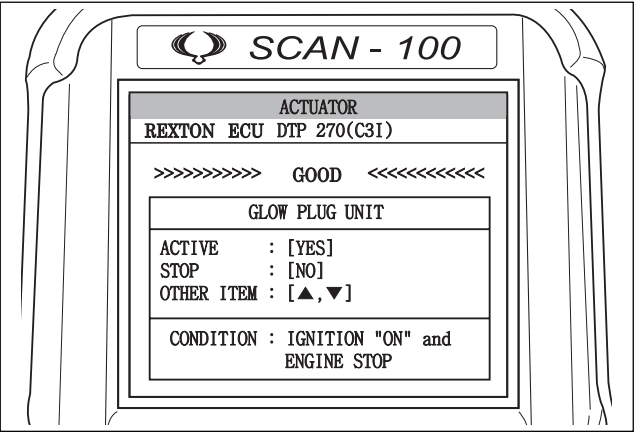 SCAN - 100
ACTUATOR
REXTON ECU DTP 270(C3I)
>>>>>>>>>>> GOOD <<<<<<<<<<<<
GLOW PLUG UNIT
ACTIVE : [YES]
STOP : [NO]
OTHER ITEM : [▲,▼]
CONDITION : IGNITION "ON" and
ENGINE STOP